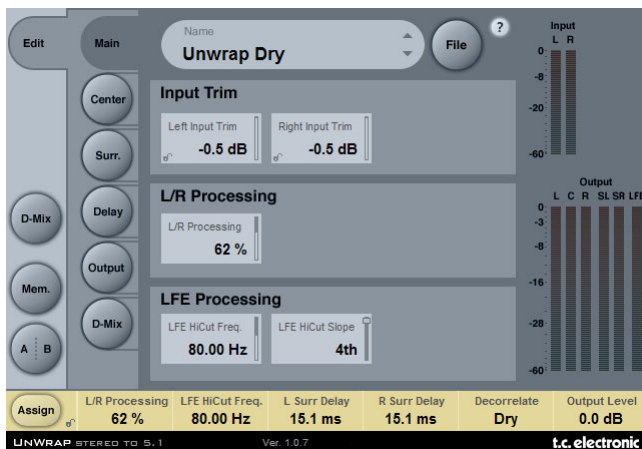 Edit
Main
Name
Unwrap Dry
File
?
Input
L R
0
-8
-20
-60
Center
Surr.
Delay
Output
D-Mix
D-Mix
Mem.
A B
Input Trim
Left Input Trim
-0.5 dB
Right Input Trim
-0.5 dB
L/R Processing
L/R Processing
62 %
LFE Processing
LFE HiCut Freq.
80.00 Hz
LFE HiCut Slope
4th
Output
L C R SL SR LFE
0
-3
-8
-16
-28
-60
Assign
L/R Processing
62 %
LFE HiCut Freq.
80.00 Hz
L Surr Delay
15.1 ms
R Surr Delay
15.1 ms
Decorrelate
Dry
Output Level
0.0 dB
UNWRAP STEREO TO 5.1
Ver. 1.0.7
t.c. electronic